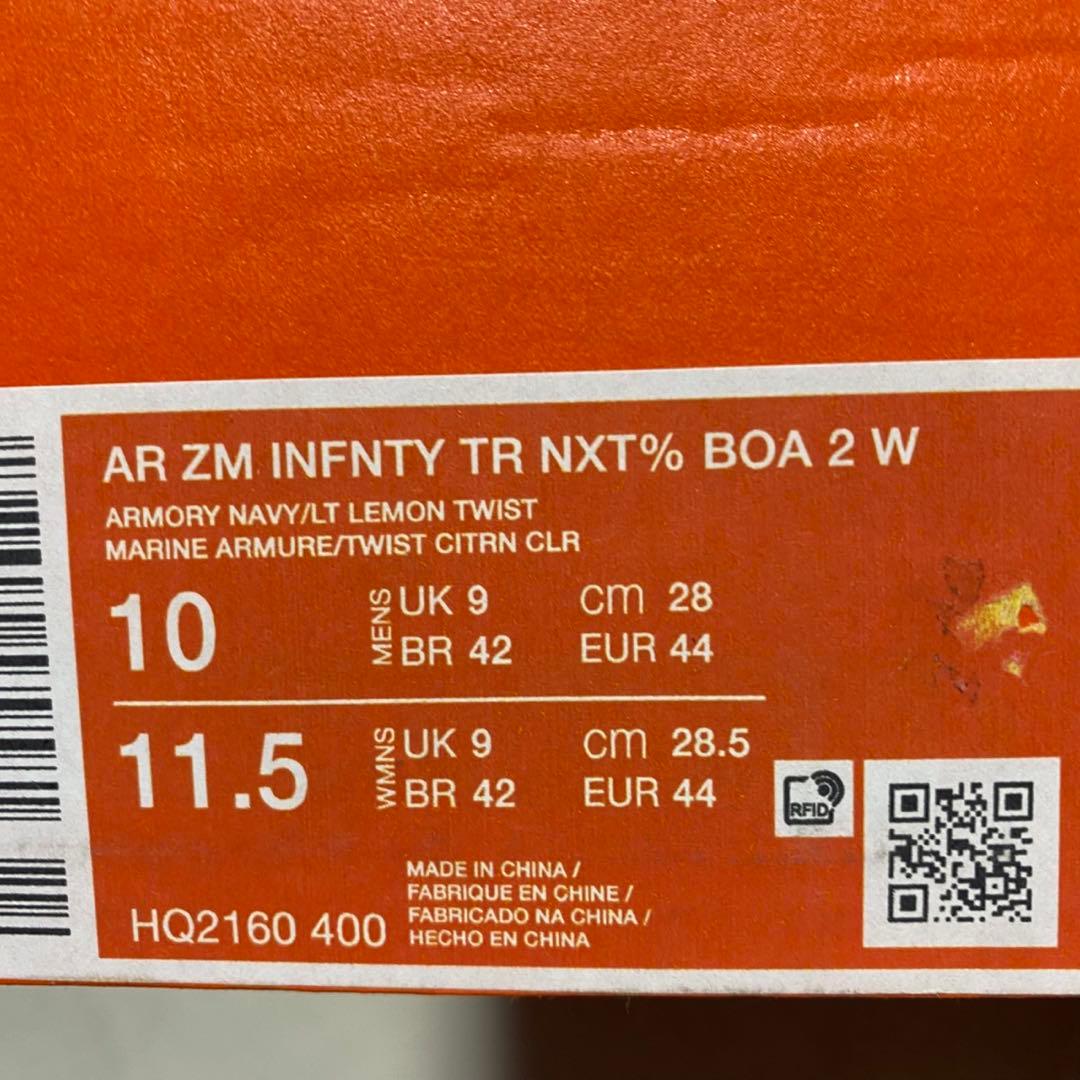 AR ZM INFNTY TR NXT% BOA 2 W
ARMORY NAVY/LT LEMON TWIST
MARINE ARMURE/TWIST CITRN CLR
10 MENS UK 9 cm 28
BR 42 EUR 44
11.5 WMNS UK 9 cm 28.5
BR 42 EUR 44
RFID
MADE IN CHINA /
FABRIQUE EN CHINE /
FABRICADO NA CHINA /
HECHO EN CHINA
HQ2160 400